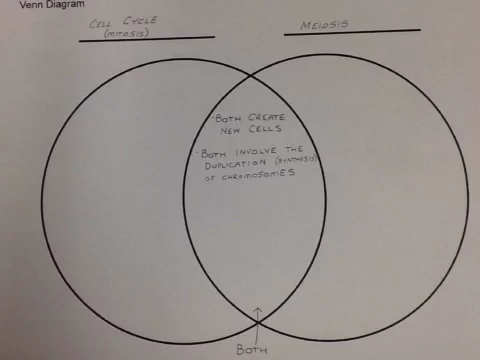 Venn Diagram
CELL CYCLE
(MITOSIS)
MEIOSIS
- BOTH CREATE
NEW CELLS
- BOTH INVOLVE THE
DUPLICATION (SYNTHESIS)
OF CHROMOSOMES
BOTH